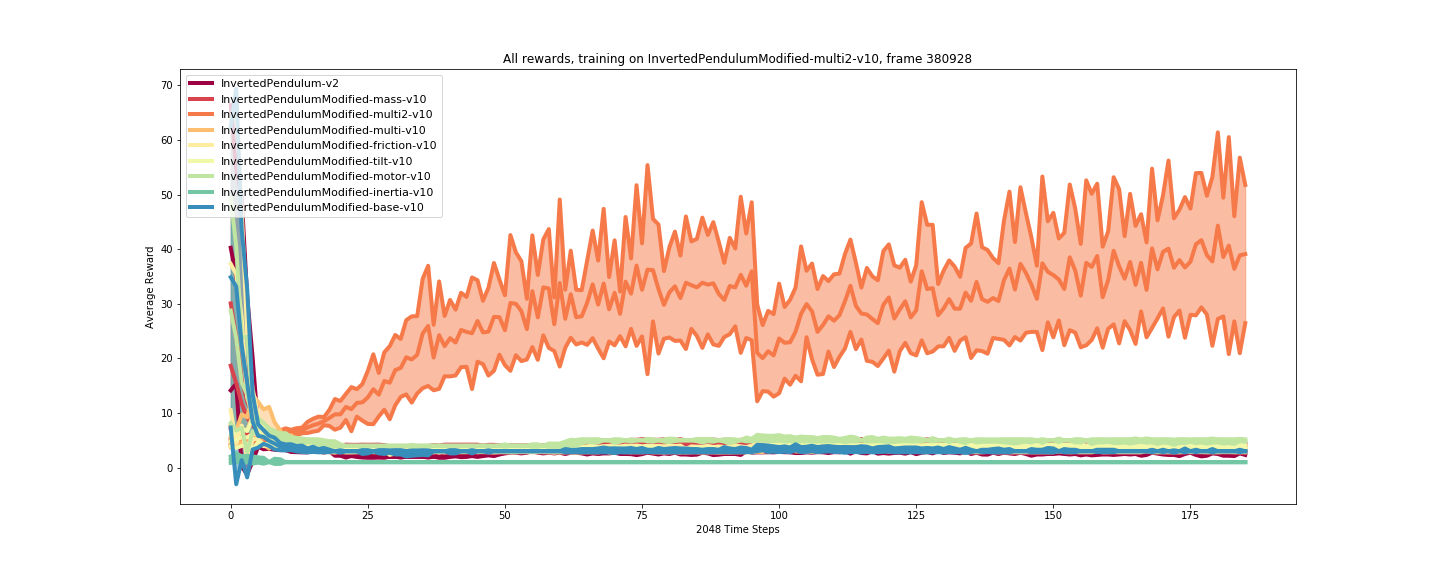 All rewards, training on InvertedPendulumModified-multi2-v10, frame 380928
InvertedPendulum-v2
InvertedPendulumModified-mass-v10
InvertedPendulumModified-multi2-v10
InvertedPendulumModified-multi-v10
InvertedPendulumModified-friction-v10
InvertedPendulumModified-tilt-v10
InvertedPendulumModified-motor-v10
InvertedPendulumModified-inertia-v10
InvertedPendulumModified-base-v10
Average Reward
70
60
50
40
30
20
10
0
0 25 50 75 100 125 150 175
2048 Time Steps